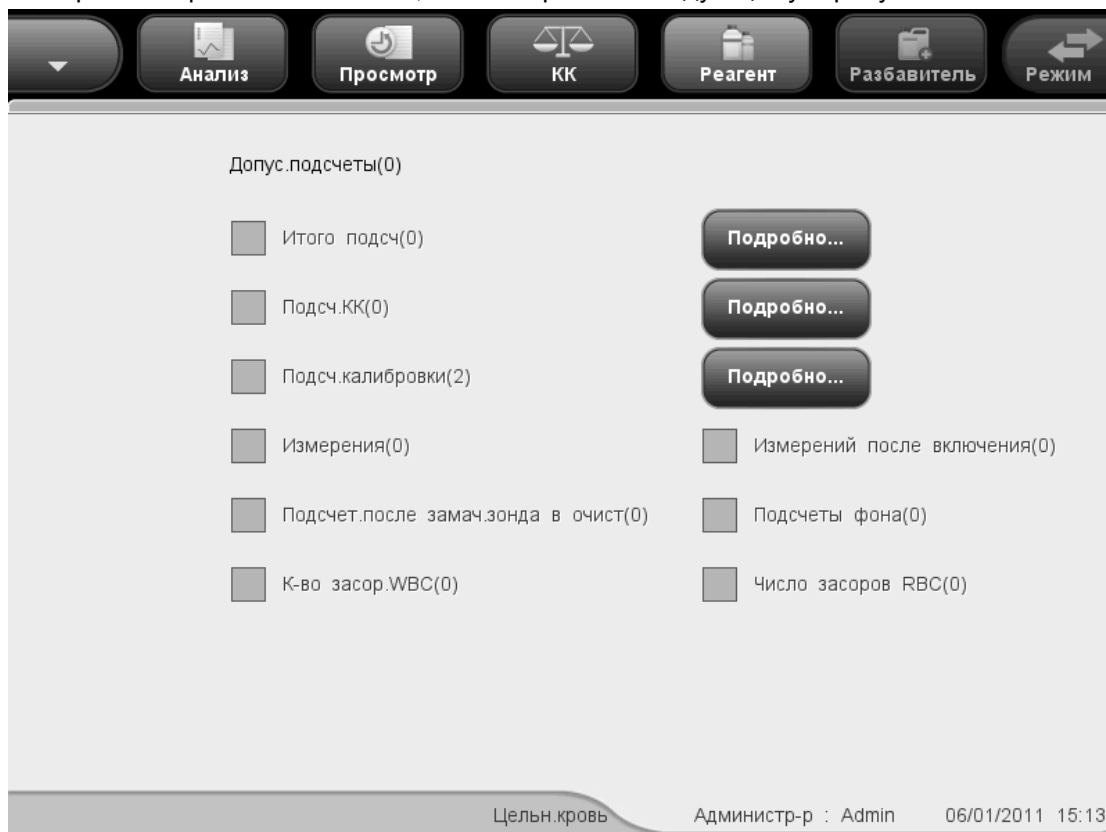 Анализ
Просмотр
КК
Реагент
Разбавитель
Режим
Допус.подсчеты(0)
Итого подсч(0)
Подробно...
Подсч.КК(0)
Подробно...
Подсч.калибровки(2)
Подробно...
Измерения(0)
Измерений после включения(0)
Подсчет.после замач.зонда в очист(0)
Подсчеты фона(0)
К-во засор.WBC(0)
Число засоров RBC(0)
Цельн.кровь
Администр-р : Admin
06/01/2011 15:13